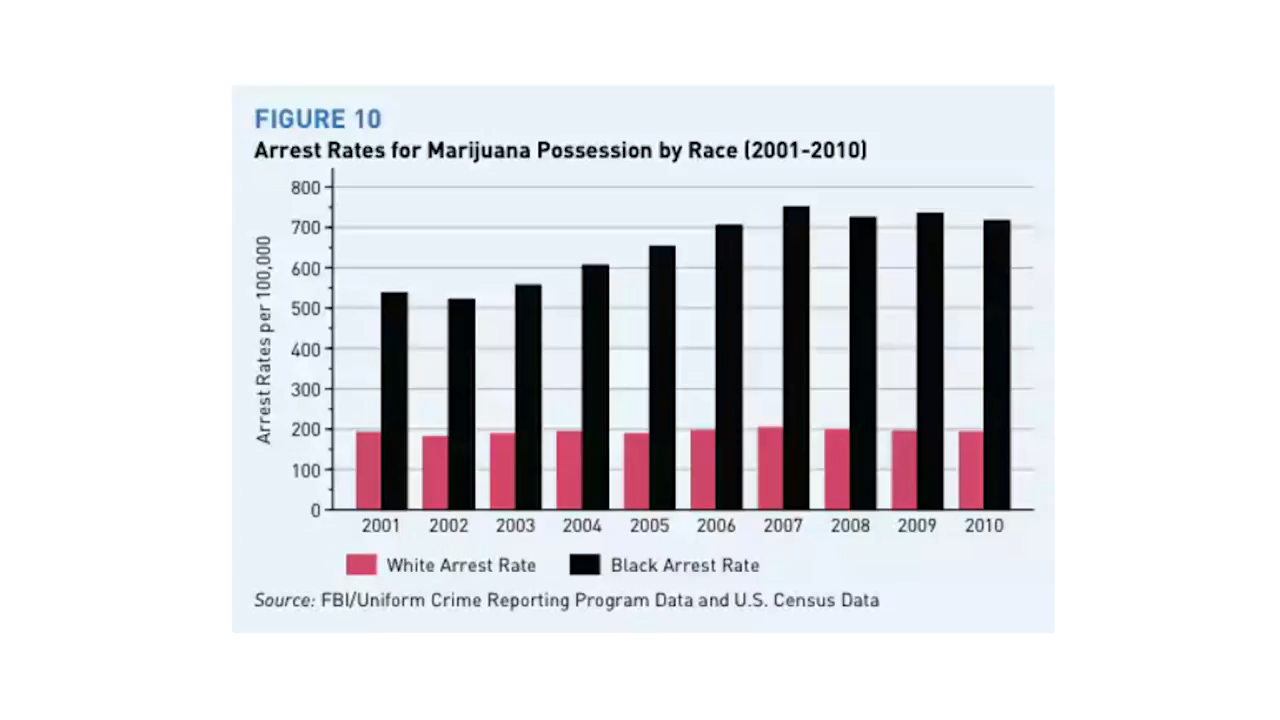 FIGURE 10
Arrest Rates for Marijuana Possession by Race (2001-2010)
Arrest Rates per 100,000
800
700
600
500
400
300
200
100
0
2001 2002 2003 2004 2005 2006 2007 2008 2009 2010
White Arrest Rate Black Arrest Rate
Source: FBI/Uniform Crime Reporting Program Data and U.S. Census Data